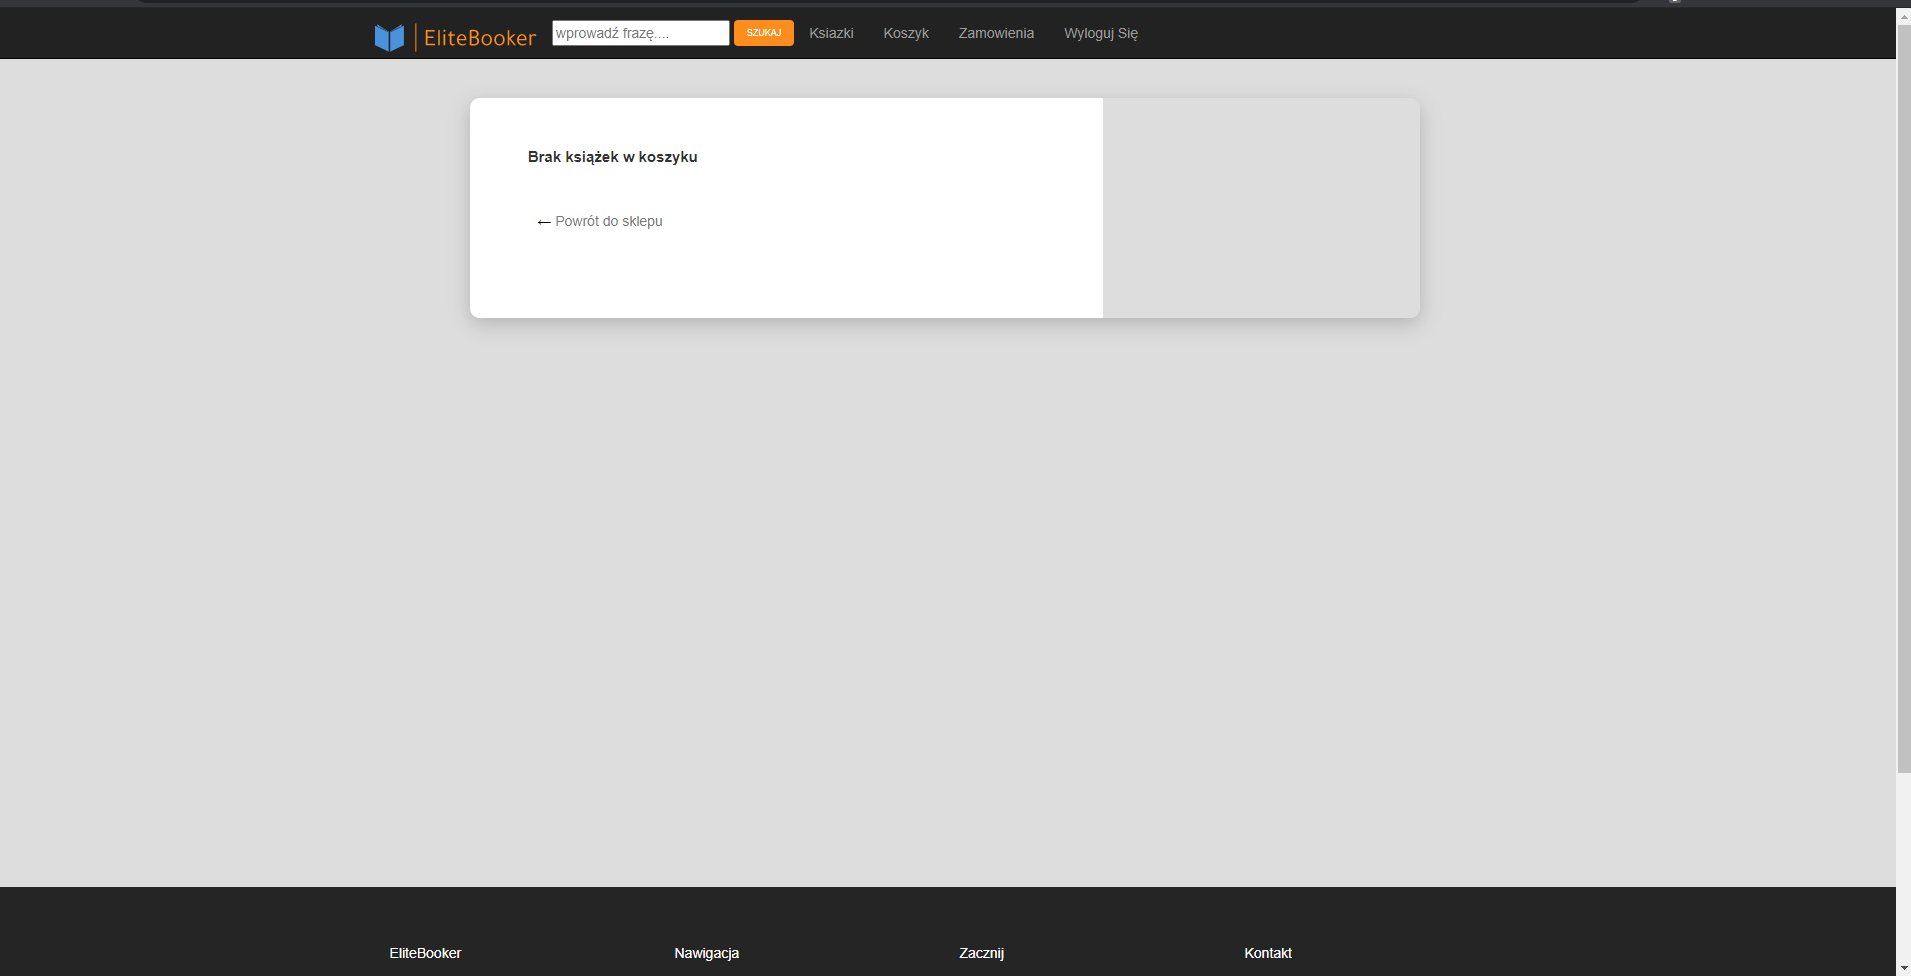 EliteBooker wprowadź frazę.... SZUKAJ Ksiazki Koszyk Zamowienia Wyloguj Się
Brak książek w koszyku
← Powrót do sklepu
EliteBooker Nawigacja Zacznij Kontakt